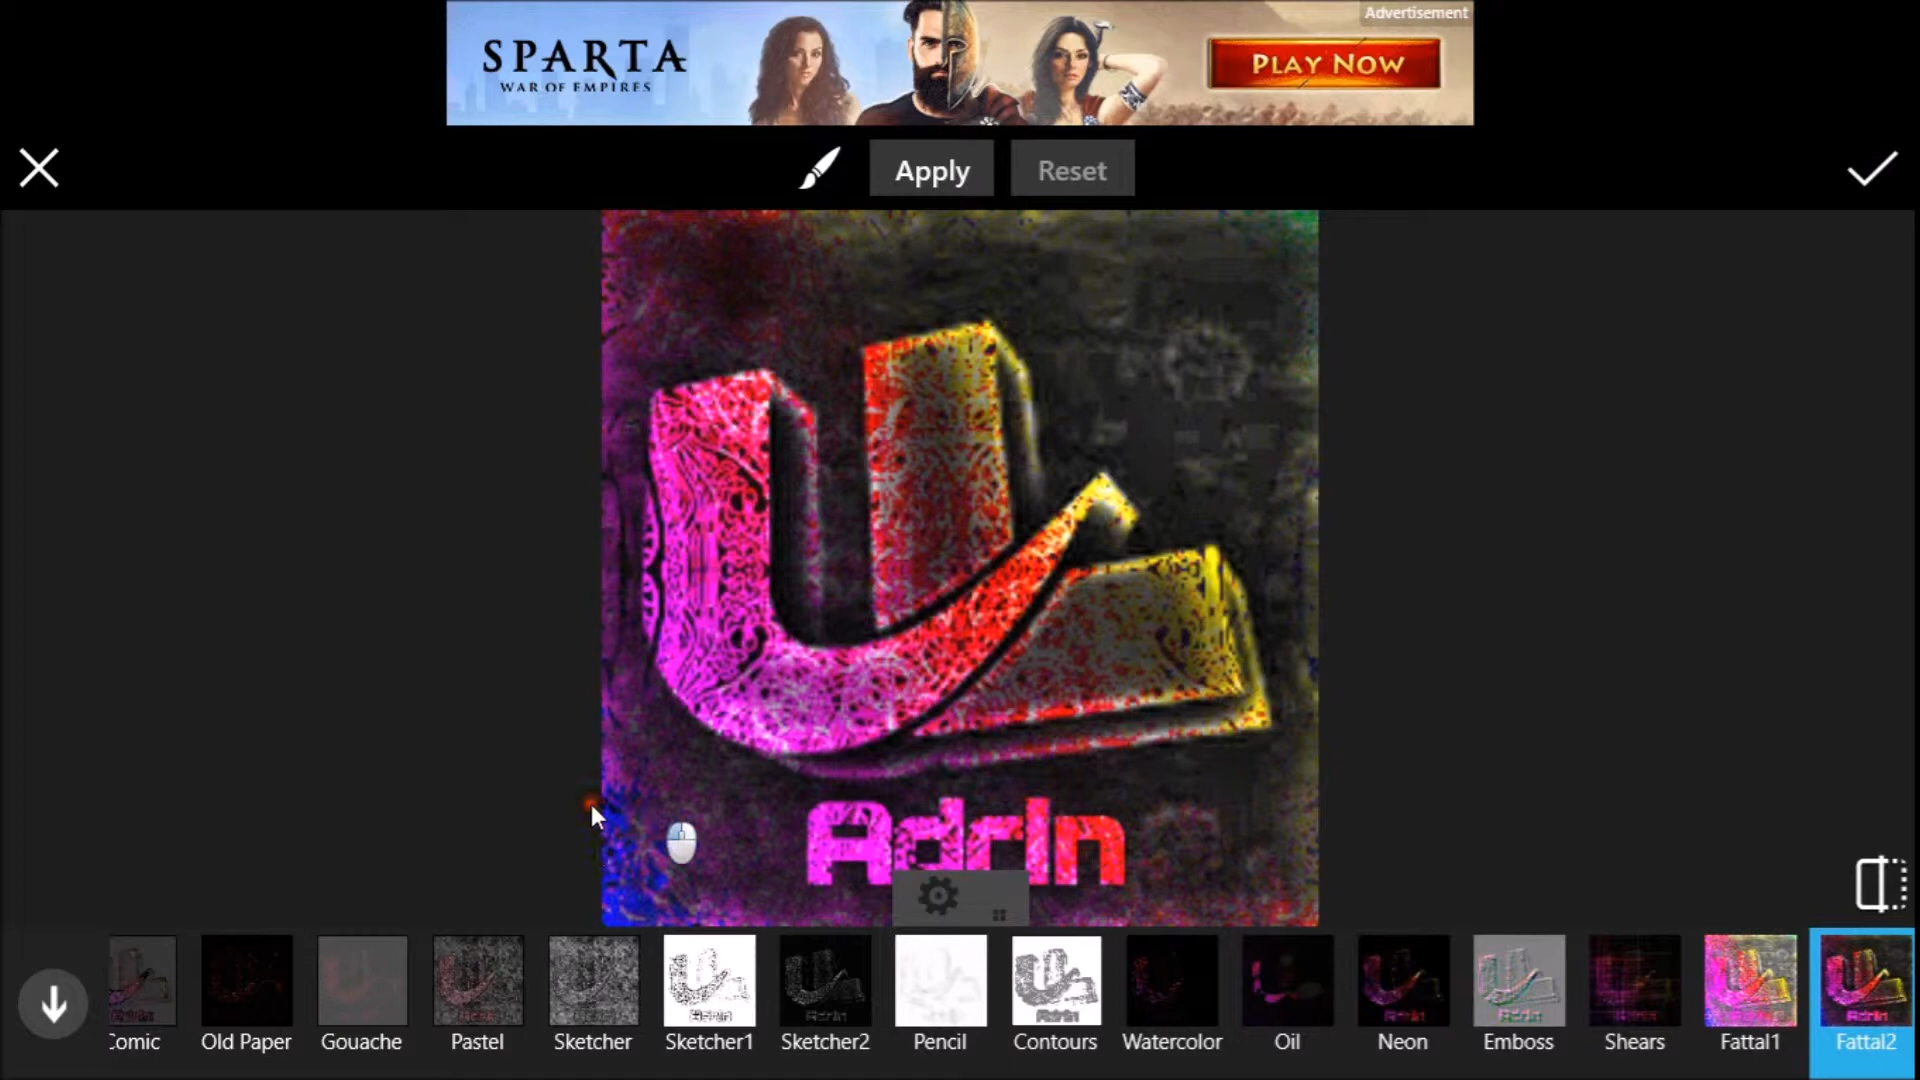 Advertisement
SPARTA
WAR OF EMPIRES
PLAY NOW
Apply
Reset
AdrIn
Comic
Old Paper
Gouache
Pastel
Sketcher
Sketcher1
Sketcher2
Pencil
Contours
Watercolor
Oil
Neon
Emboss
Shears
Fattal1
Fattal2